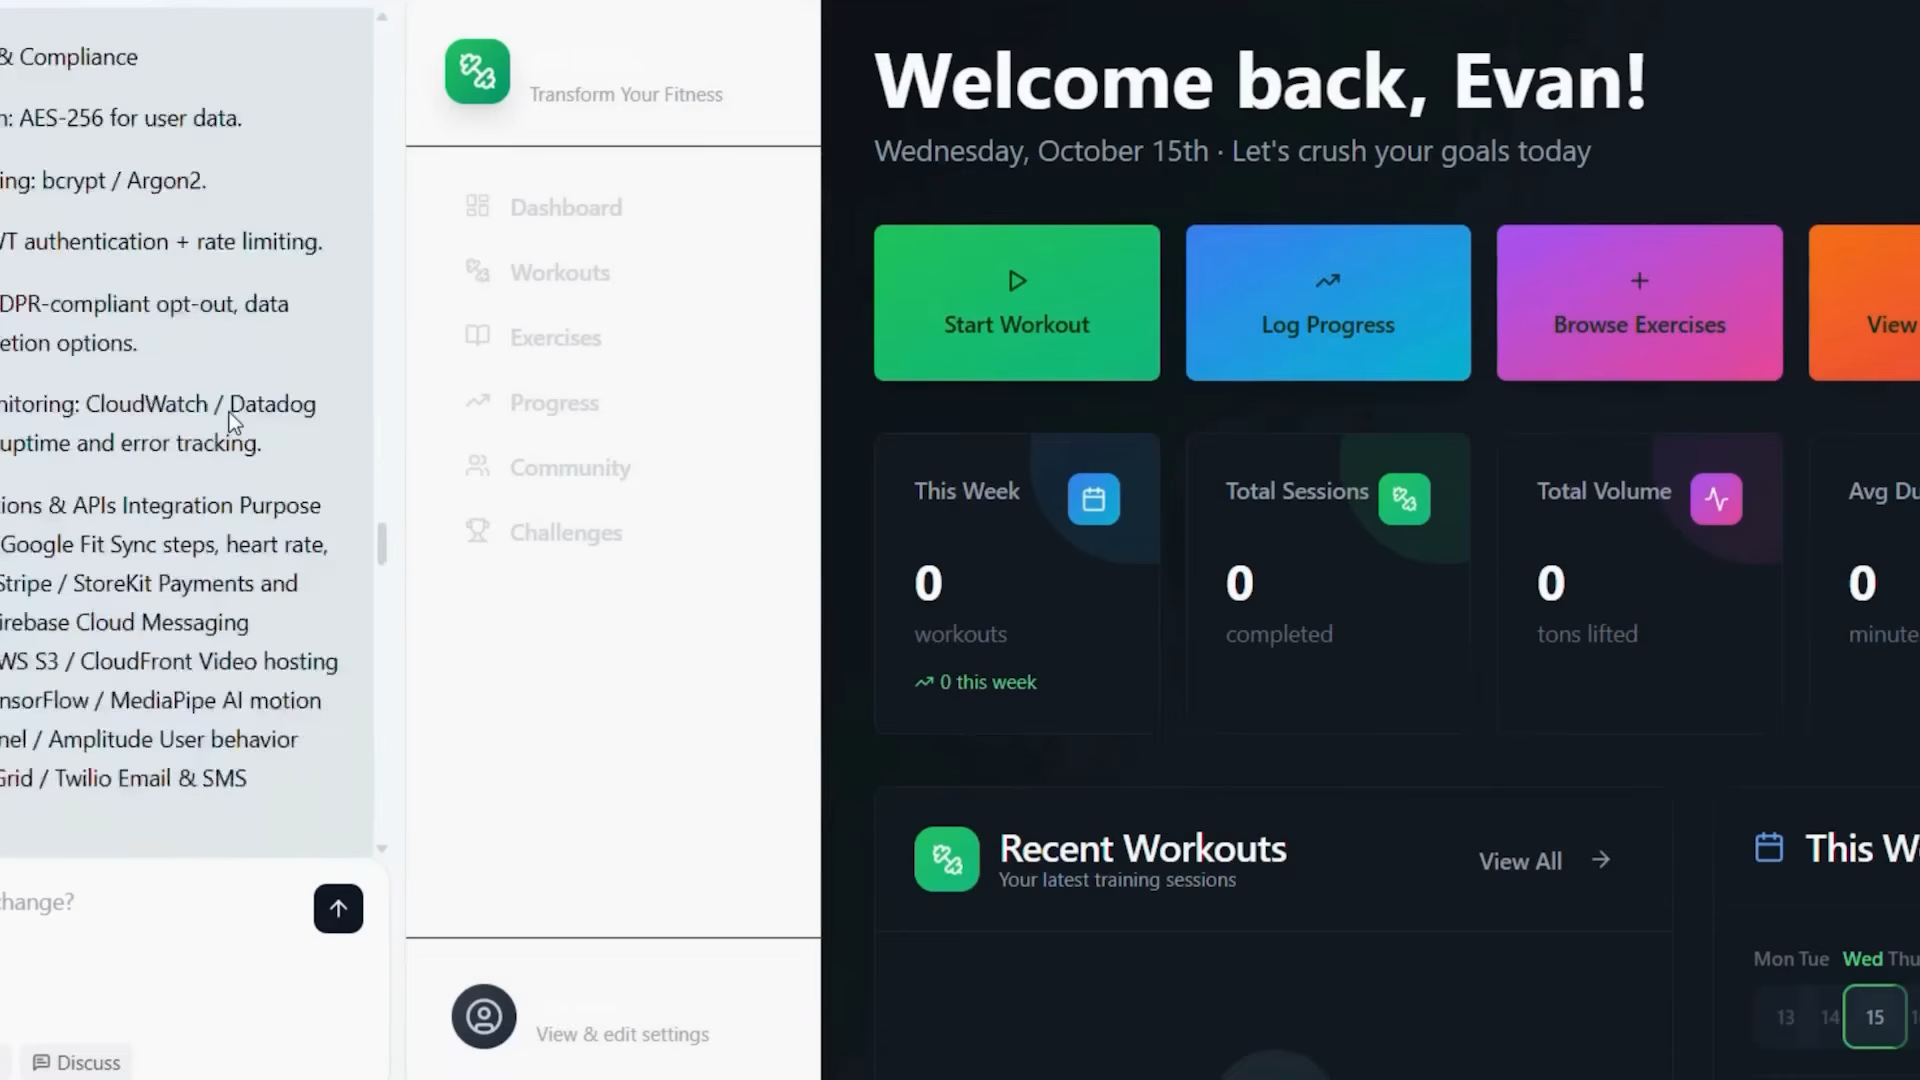 & Compliance
AES-256 for user data.
bcrypt / Argon2.
authentication + rate limiting.
DPR-compliant opt-out, data
etion options.
nitoring: CloudWatch / Datadog
uptime and error tracking.
ions & APIs Integration Purpose
Google Fit Sync steps, heart rate,
Stripe / StoreKit Payments and
irebase Cloud Messaging
WS S3 / CloudFront Video hosting
nsorFlow / MediaPipe AI motion
nel / Amplitude User behavior
Grid / Twilio Email & SMS
change?
Discuss
Transform Your Fitness
Dashboard
Workouts
Exercises
Progress
Community
Challenges
View & edit settings
Welcome back, Evan!
Wednesday, October 15th · Let's crush your goals today
Start Workout
Log Progress
Browse Exercises
View
This Week
0
workouts
0 this week
Total Sessions
0
completed
Total Volume
0
tons lifted
Avg Du
0
minute
Recent Workouts
Your latest training sessions
View All
This W
Mon Tue Wed Thu
13 14 15